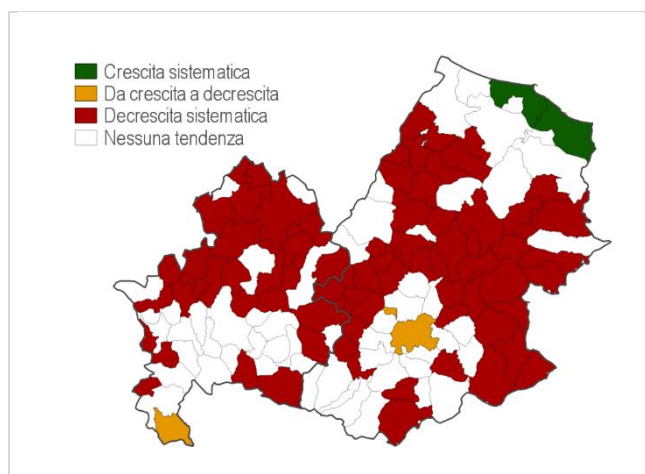 Crescita sistematica
Da crescita a decrescita
Decrescita sistematica
Nessuna tendenza